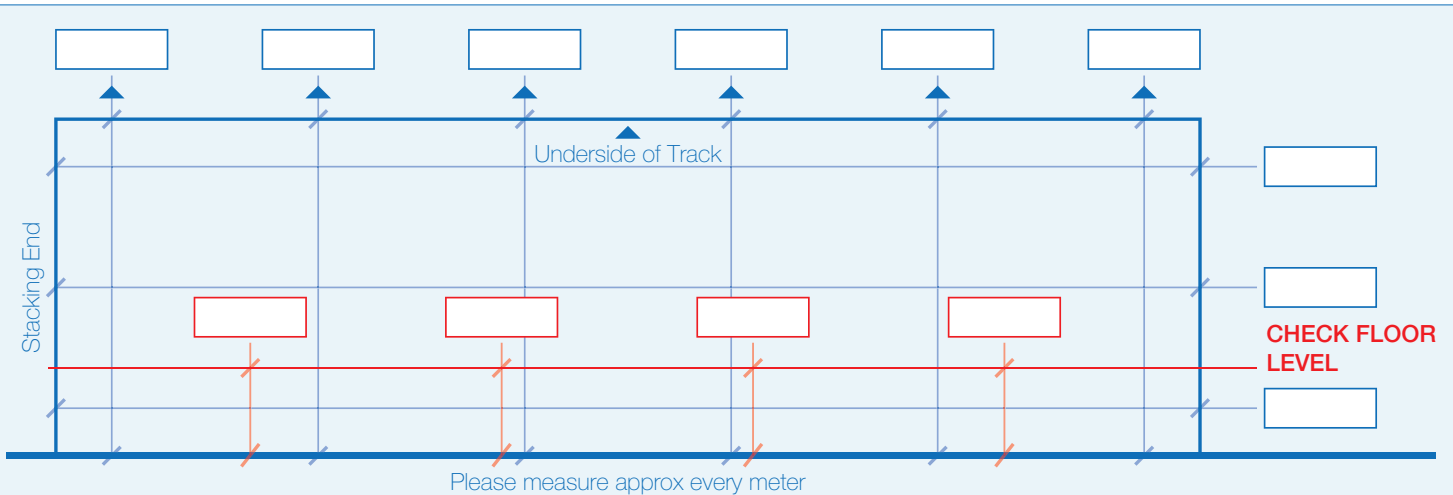 Underside of Track
Stacking End
CHECK FLOOR
LEVEL
Please measure approx every meter